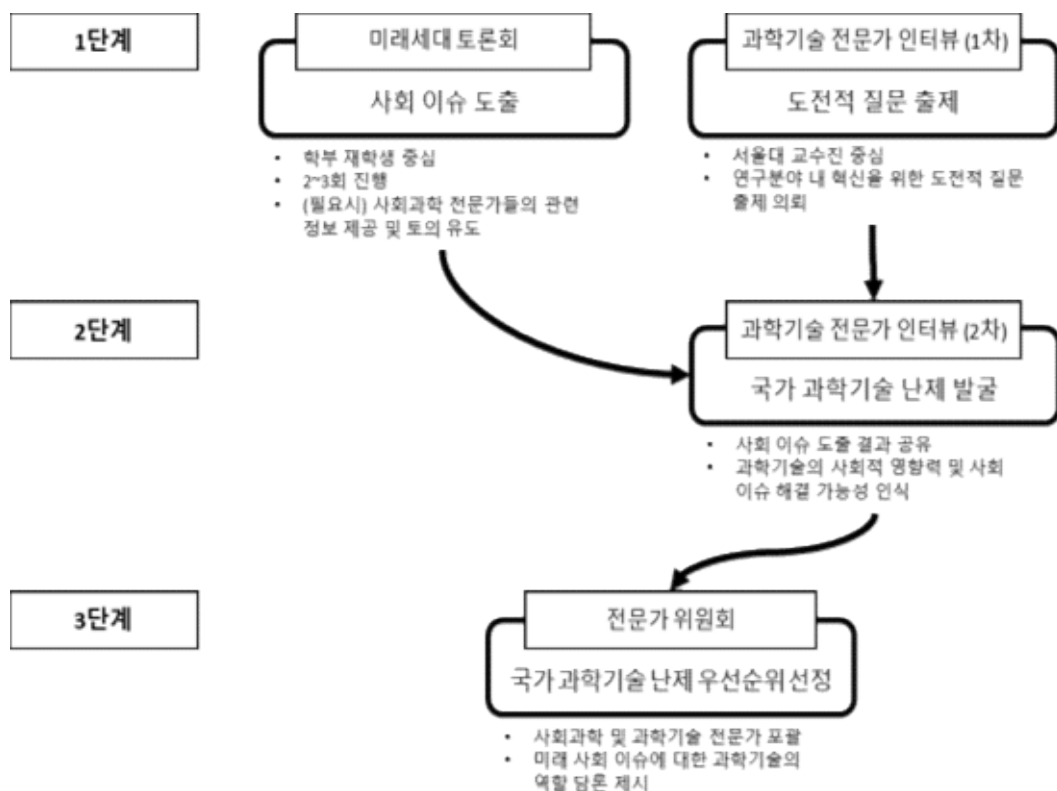 1단계
미래세대 토론회
사회 이슈 도출
• 학부 재학생 중심
• 2~3회 진행
• (필요시) 사회과학 전문가들의 관련
정보 제공 및 토의 유도
과학기술 전문가 인터뷰 (1차)
도전적 질문 출제
• 서울대 교수진 중심
• 연구분야 내 혁신을 위한 도전적 질문
출제 의뢰
2단계
과학기술 전문가 인터뷰 (2차)
국가 과학기술 난제 발굴
• 사회 이슈 도출 결과 공유
• 과학기술의 사회적 영향력 및 사회
이슈 해결 가능성 인식
3단계
전문가 위원회
국가 과학기술 난제 우선순위 선정
• 사회과학 및 과학기술 전문가 포괄
• 미래 사회 이슈에 대한 과학기술의
역할 담론 제시